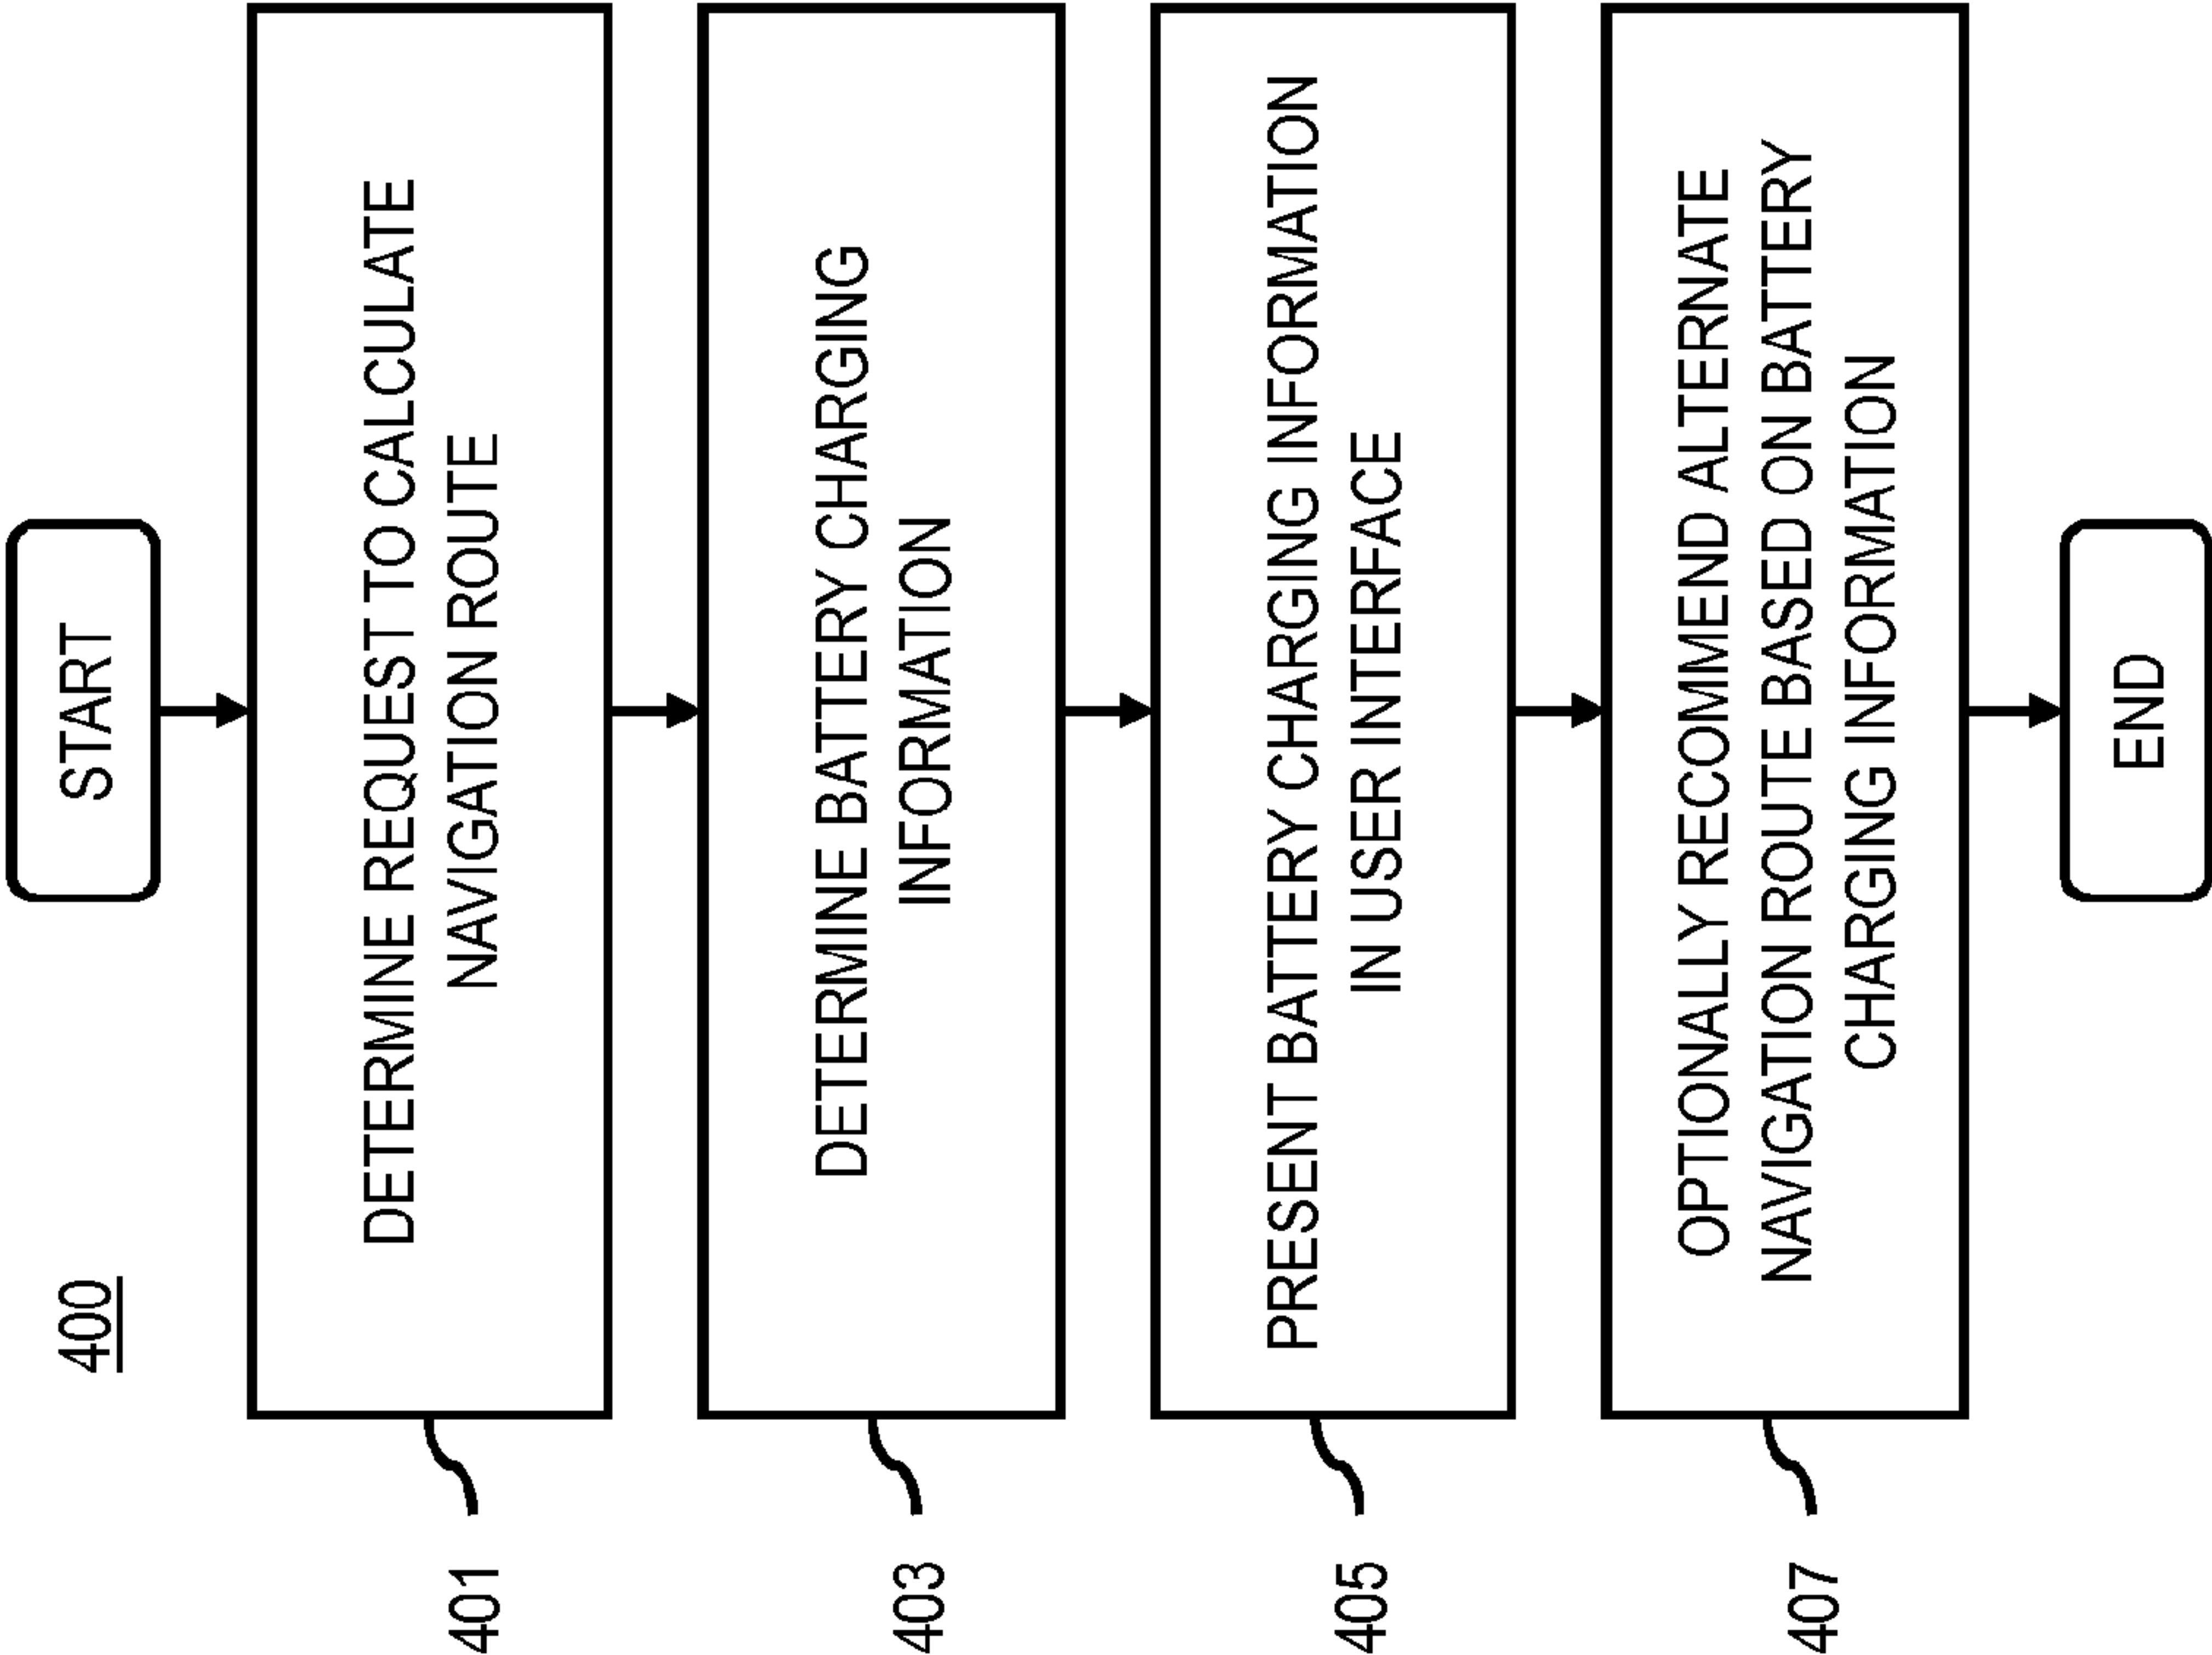 400
START
401
DETERMINE REQUEST TO CALCULATE
NAVIGATION ROUTE
403
DETERMINE BATTERY CHARGING
INFORMATION
405
PRESENT BATTERY CHARGING INFORMATION
IN USER INTERFACE
407
OPTIONALLY RECOMMEND ALTERNATE
NAVIGATION ROUTE BASED ON BATTERY
CHARGING INFORMATION
END